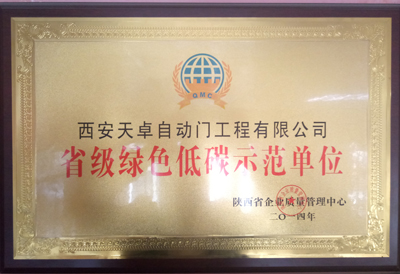 GMC
西安天卓自动门工程有限公司
省级绿色低碳示范单位
陕西省企业质量管理中心
二〇一四年